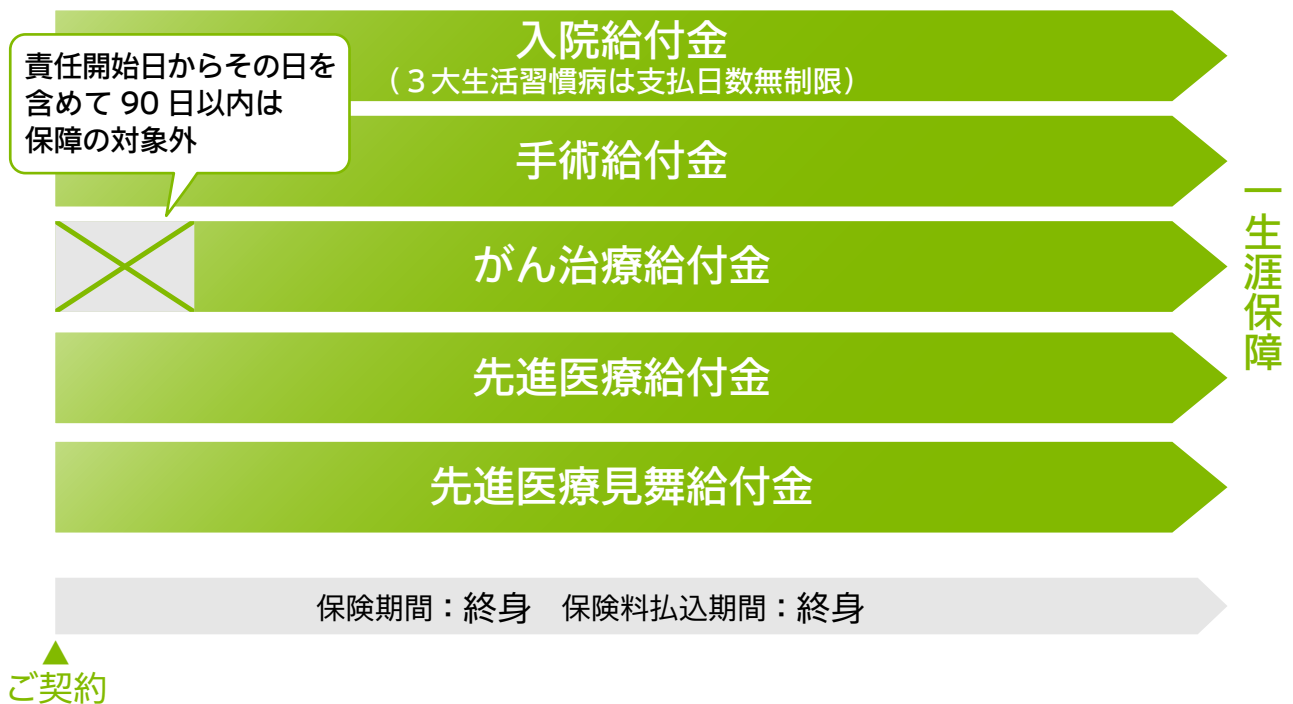 入院給付金
（３大生活習慣病は支払日数無制限）
責任開始日からその日を
含めて 90 日以内は
保障の対象外
手術給付金
がん治療給付金
先進医療給付金
先進医療見舞給付金
一生涯保障
保険期間：終身　保険料払込期間：終身
ご契約